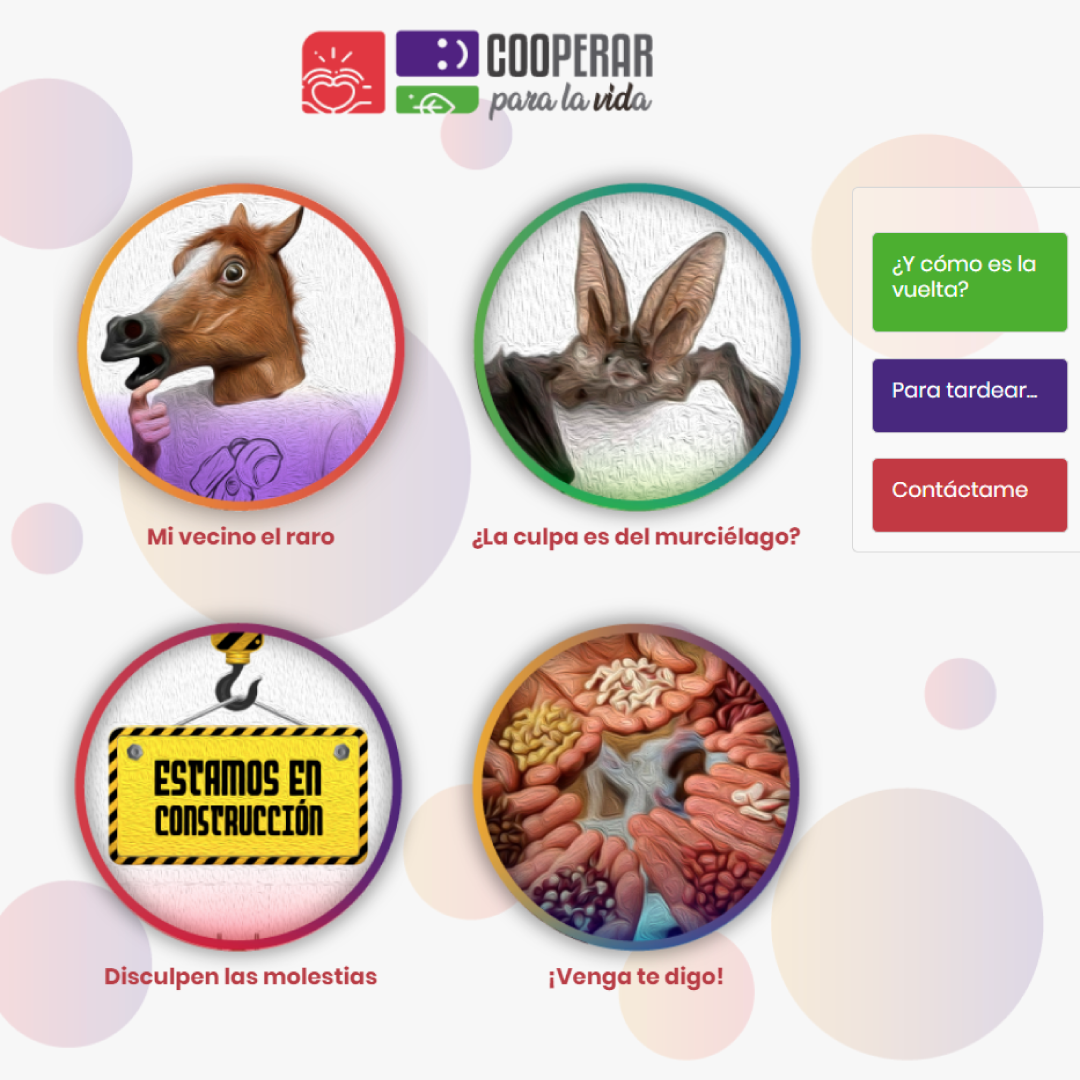 COOPERAR
para la vida
¿Y cómo es la
vuelta?
Para tardear...
Contáctame
Mi vecino el raro
¿La culpa es del murciélago?
ESTAMOS EN
CONSTRUCCIÓN
Disculpen las molestias
¡Venga te digo!